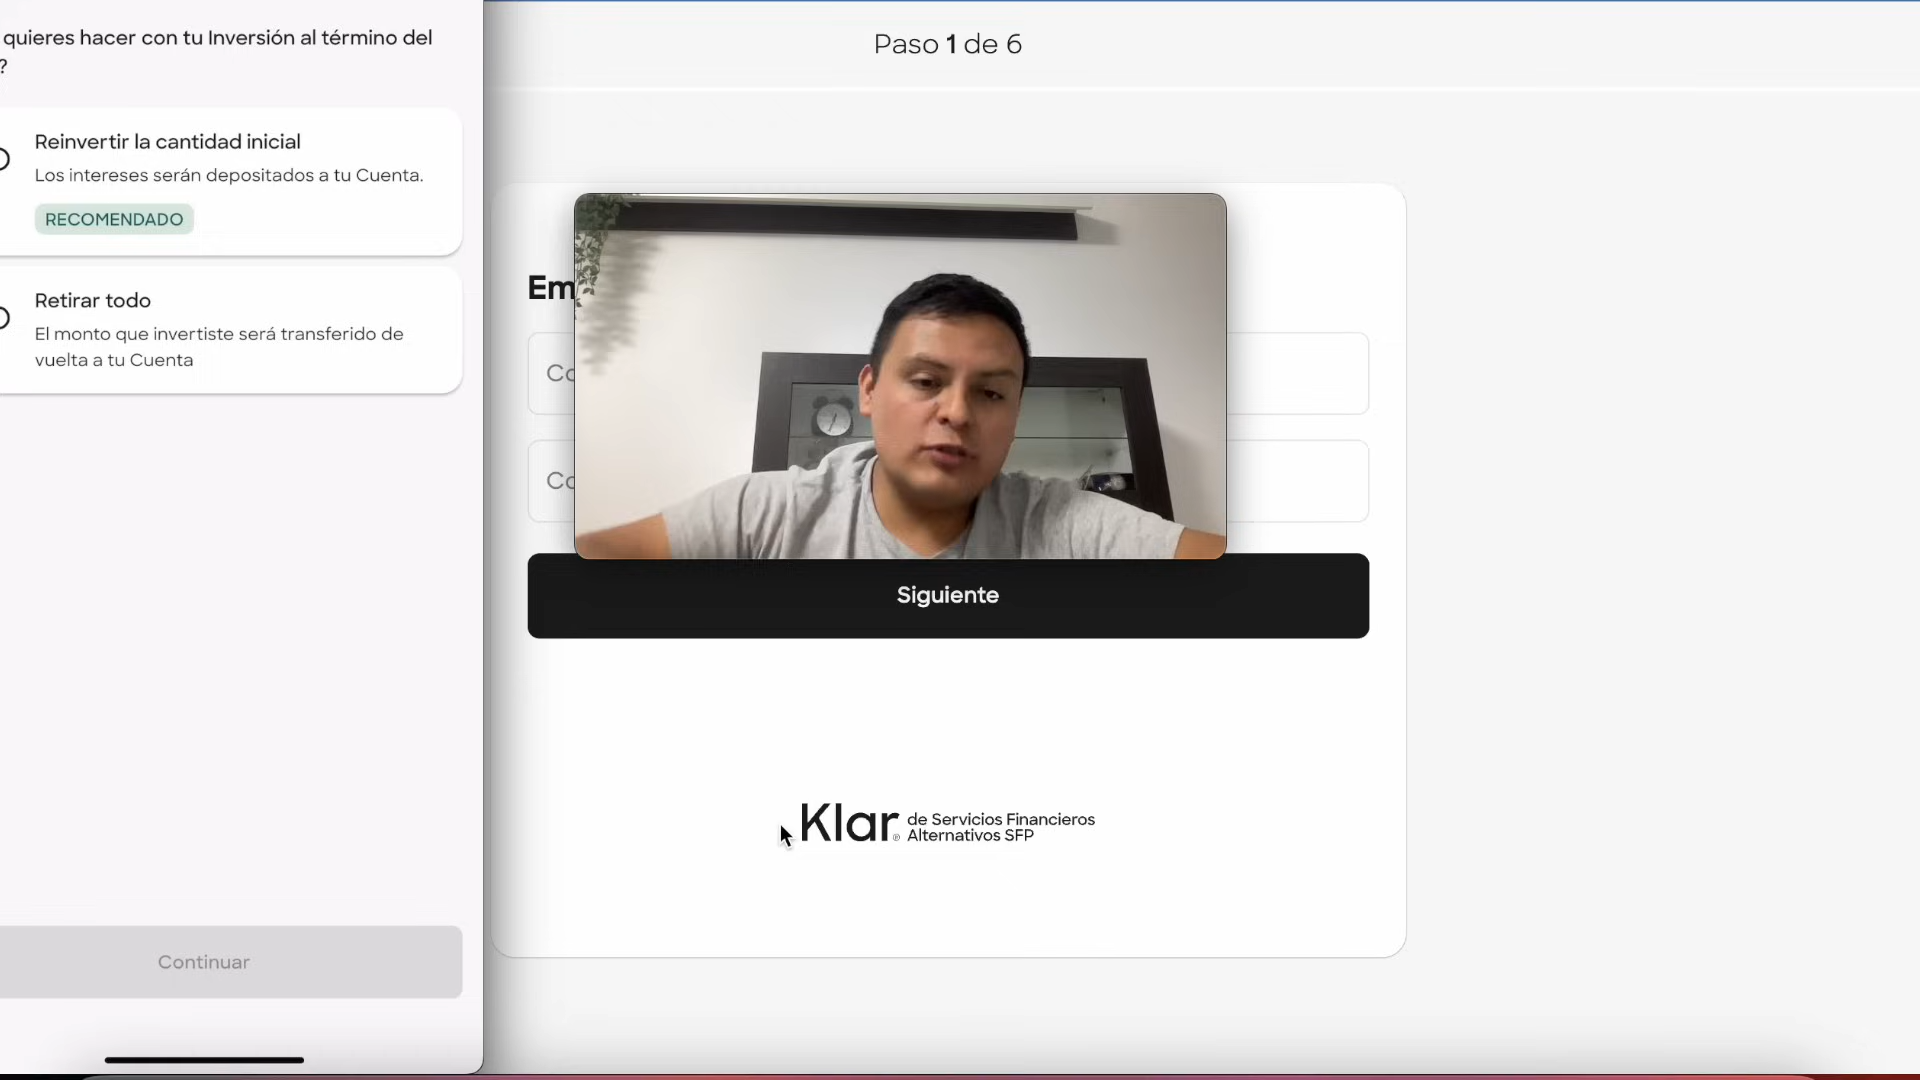 quieres hacer con tu Inversión al término del
?
Reinvertir la cantidad inicial
Los intereses serán depositados a tu Cuenta.
RECOMENDADO
Retirar todo
El monto que invertiste será transferido de
vuelta a tu Cuenta
Continuar
Paso 1 de 6
Em
Co
Co
Siguiente
Klar® de Servicios Financieros
Alternativos SFP